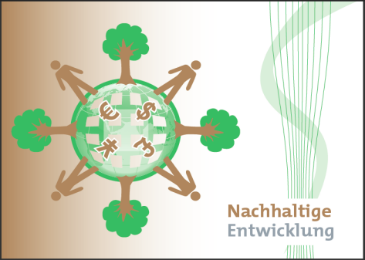 € $
Nachhaltige
Entwicklung